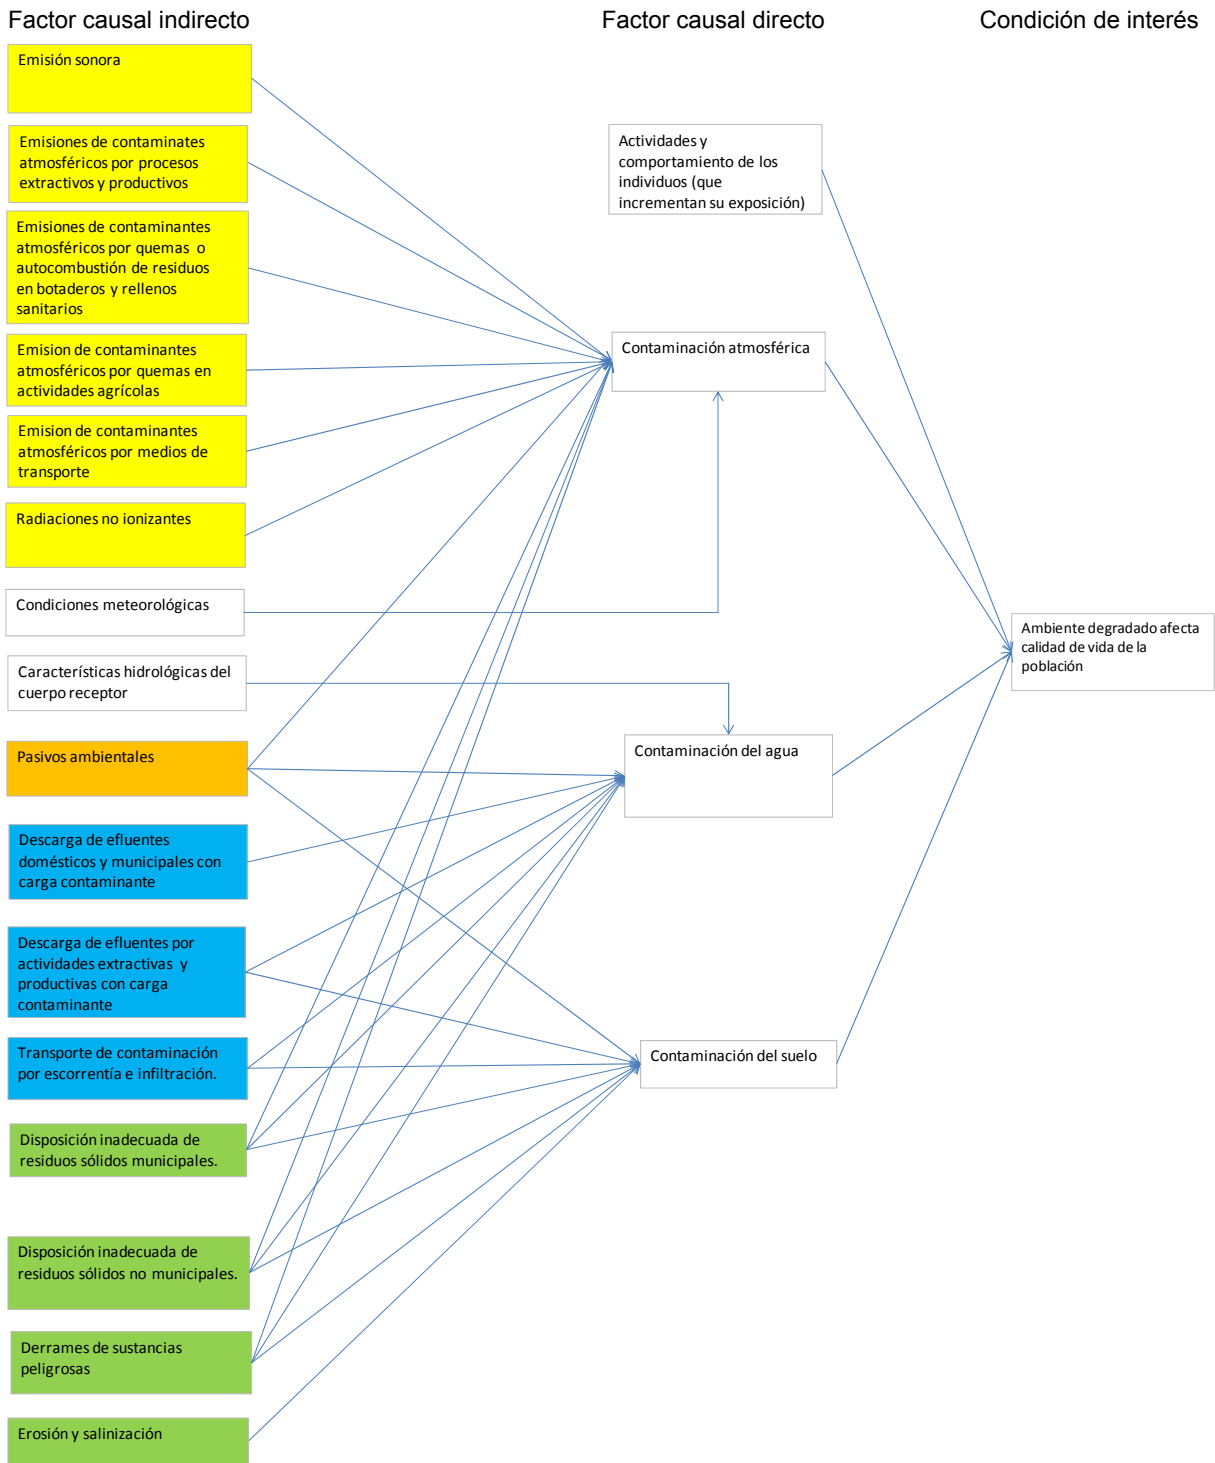 Factor causal indirecto
Factor causal directo
Condición de interés
Emisión sonora
Emisiones de contaminates
atmosféricos por procesos
extractivos y productivos
Emisiones de contaminantes
atmosféricos por quemas o
autocombustión de residuos
en botaderos y rellenos
sanitarios
Emision de contaminantes
atmosféricos por quemas en
actividades agrícolas
Emision de contaminantes
atmosféricos por medios de
transporte
Radiaciones no ionizantes
Condiciones meteorológicas
Característicás hidrológicas del
cuerpo receptor
Pasivos ambientales
Descarga de efluentes
domésticos y municipales con
carga contaminante
Descarga de efluentes por
actividades extractivas y
productivas con carga
contaminante
Transporte de contaminación
por escorrentía e infiltración.
Disposición inadecuada de
residuos sólidos municipales.
Disposición inadecuada de
residuos sólidos no municipales.
Derrames de sustancias
peligrosas
Erosión y salinización
Actividades y
comportamiento de los
individuos (que
incrementan su exposición)
Contaminación atmosférica
Contaminación del agua
Contaminación del suelo
Ambiente degradado afecta
calidad de vida de la
población